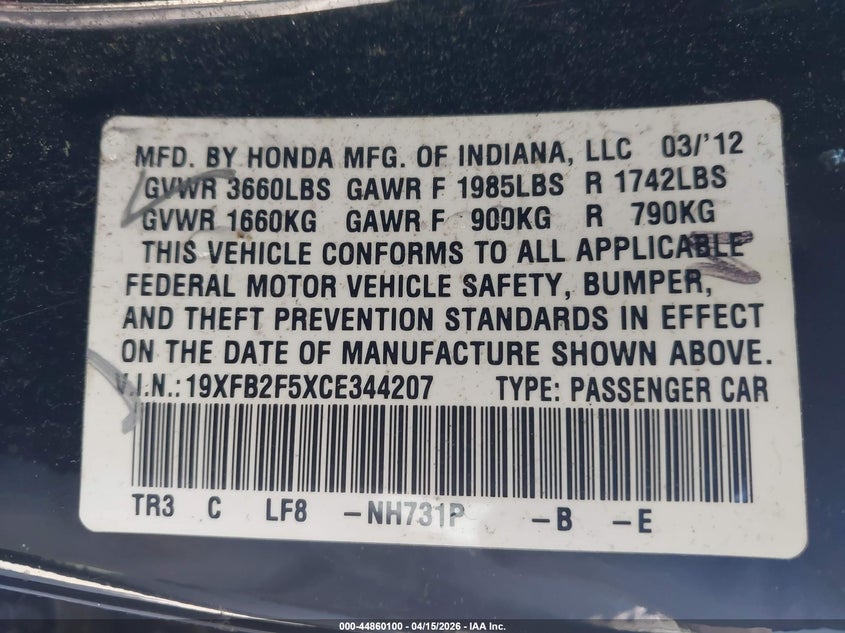 MFD. BY HONDA MFG. OF INDIANA, LLC 03/'12
GVWR 3660LBS GAWR F 1985LBS R 1742LBS
GVWR 1660KG GAWR F 900KG R 790KG
THIS VEHICLE CONFORMS TO ALL APPLICABLE
FEDERAL MOTOR VEHICLE SAFETY, BUMPER,
AND THEFT PREVENTION STANDARDS IN EFFECT
ON THE DATE OF MANUFACTURE SHOWN ABOVE.
V.I.N.: 19XFB2F5XCE344207 TYPE: PASSENGER CAR
TR3 C LF8 -NH731P -B -E
000-44860100 - 04/15/2026 - IAA Inc.